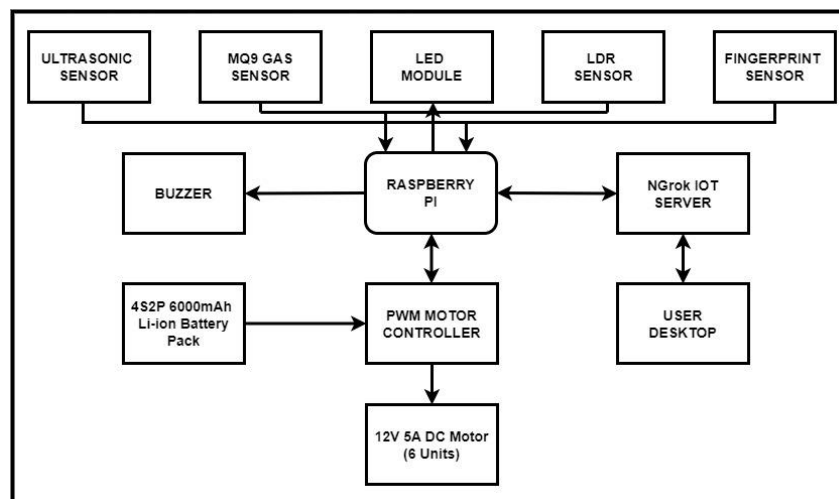 ULTRASONIC
SENSOR
MQ9 GAS
SENSOR
LED
MODULE
LDR
SENSOR
FINGERPRINT
SENSOR
BUZZER
RASPBERRY
PI
NGrok IOT
SERVER
4S2P 6000mAh
Li-ion Battery
Pack
PWM MOTOR
CONTROLLER
USER
DESKTOP
12V 5A DC Motor
(6 Units)